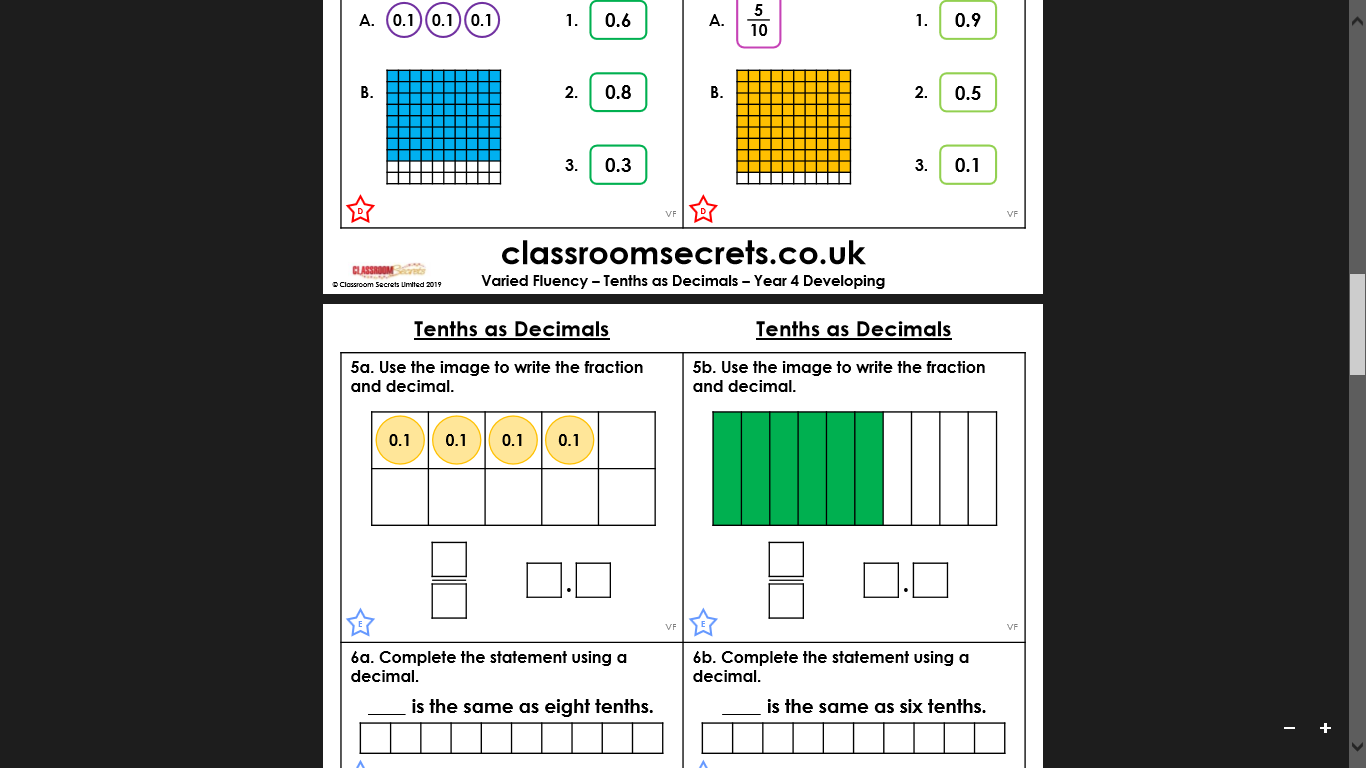 A. 0.1 0.1 0.1 1. 0.6
B. 2. 0.8
3. 0.3
D VF
A. 5/10 1. 0.9
B. 2. 0.5
3. 0.1
D VF
classroomsecrets.co.uk
CLASSROOM Secrets
© Classroom Secrets Limited 2019
Varied Fluency – Tenths as Decimals – Year 4 Developing
Tenths as Decimals
Tenths as Decimals
5a. Use the image to write the fraction
and decimal.
0.1 0.1 0.1 0.1
.
E VF
5b. Use the image to write the fraction
and decimal.
.
E VF
6a. Complete the statement using a
decimal.
____ is the same as eight tenths.
6b. Complete the statement using a
decimal.
____ is the same as six tenths.
− +